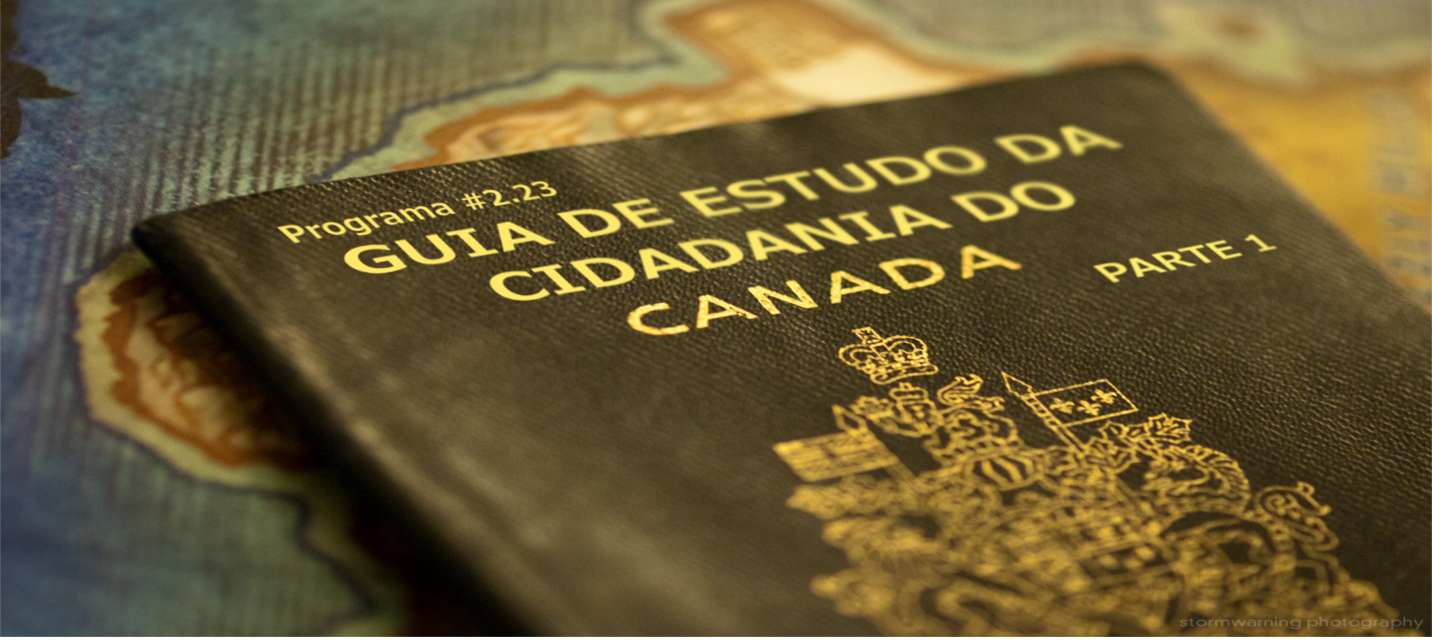 Programa #2.23
GUIA DE ESTUDO DA
CIDADANIA DO
CANADA
PARTE 1
stormwarning photography